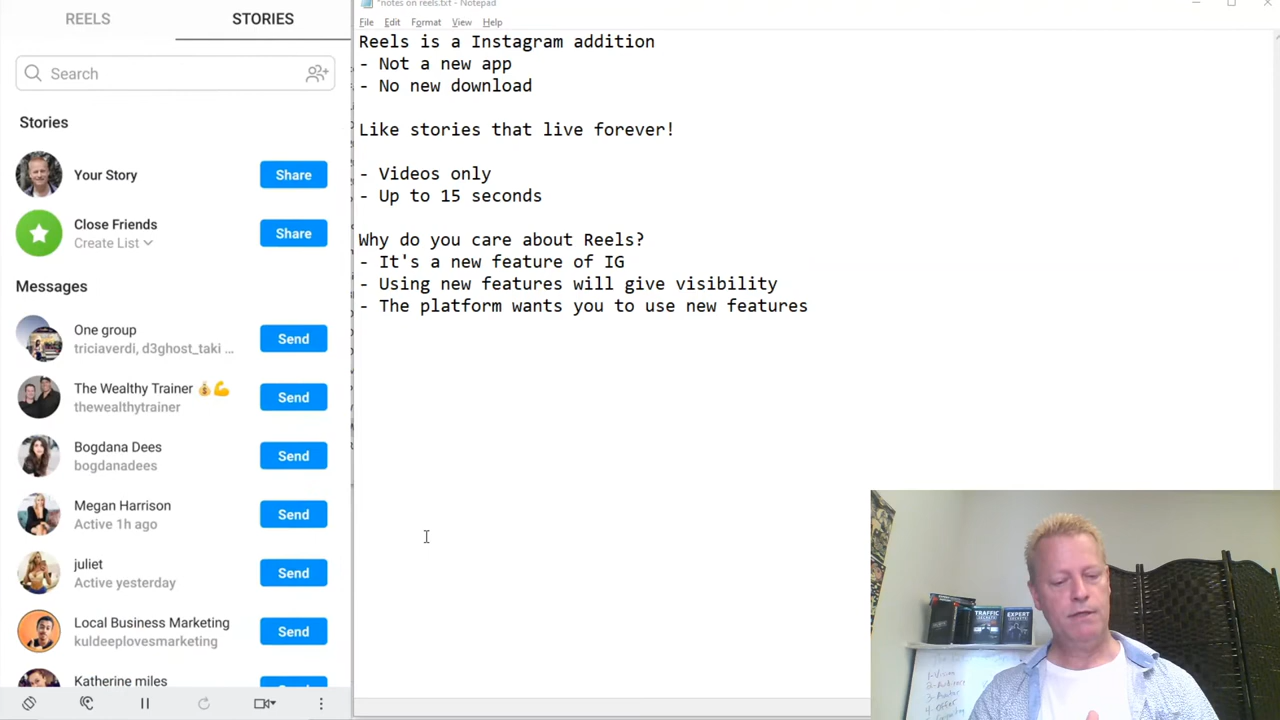 REELS
STORIES
Search
Stories
Your Story
Share
Close Friends
Create List
Share
Messages
One group
triciaverdi, d3ghost_taki ...
Send
The Wealthy Trainer 💰💪
thewealthytrainer
Send
Bogdana Dees
bogdanadees
Send
Megan Harrison
Active 1h ago
Send
juliet
Active yesterday
Send
Local Business Marketing
kuldeeplovesmarketing
Send
Katherine miles
*notes on reels.txt - Notepad
File Edit Format View Help
Reels is a Instagram addition
- Not a new app
- No new download
Like stories that live forever!
- Videos only
- Up to 15 seconds
Why do you care about Reels?
- It's a new feature of IG
- Using new features will give visibility
- The platform wants you to use new features
TRAFFIC
SECRETS
EXPERT
SECRETS